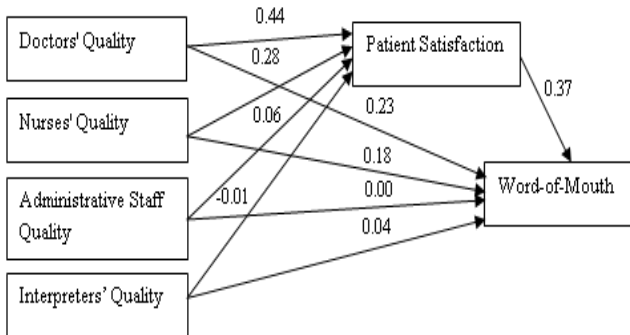 0.44
Doctors' Quality
Patient Satisfaction
0.28
0.37
0.23
Nurses' Quality
0.06
0.18
Administrative Staff
Quality
-0.01
0.00
Word-of-Mouth
0.04
Interpreters’ Quality